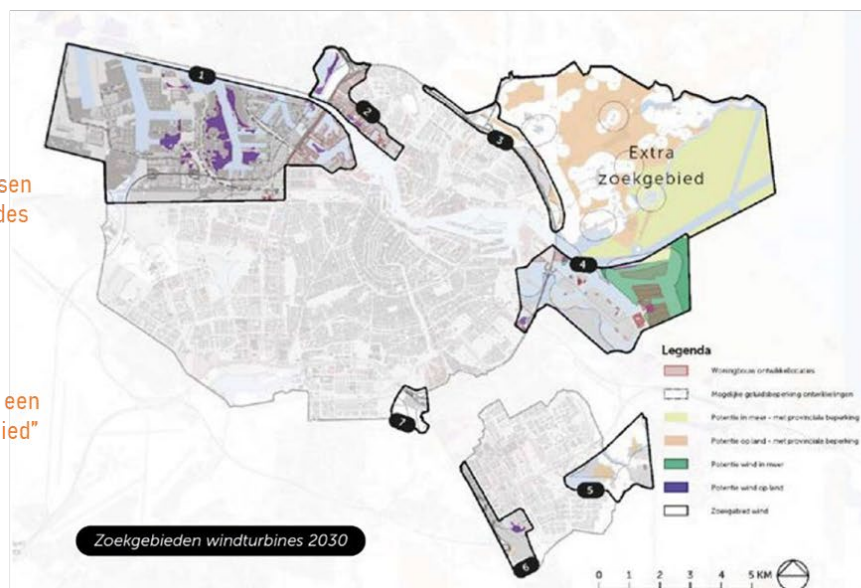 sen
des
een
ied"
1
2
3
Extra
zoekgebied
4
5
6
7
Legenda
Woningbouw ontwikkellocaties
Mogelijke geluidsbeperking ontwikkelingen
Potentie in meer - met provinciale beperking
Potentie op land - met provinciale beperking
Potentie wind in meer
Potentie wind op land
Zoekgebied wind
Zoekgebieden windturbines 2030
0 1 2 3 4 5 KM